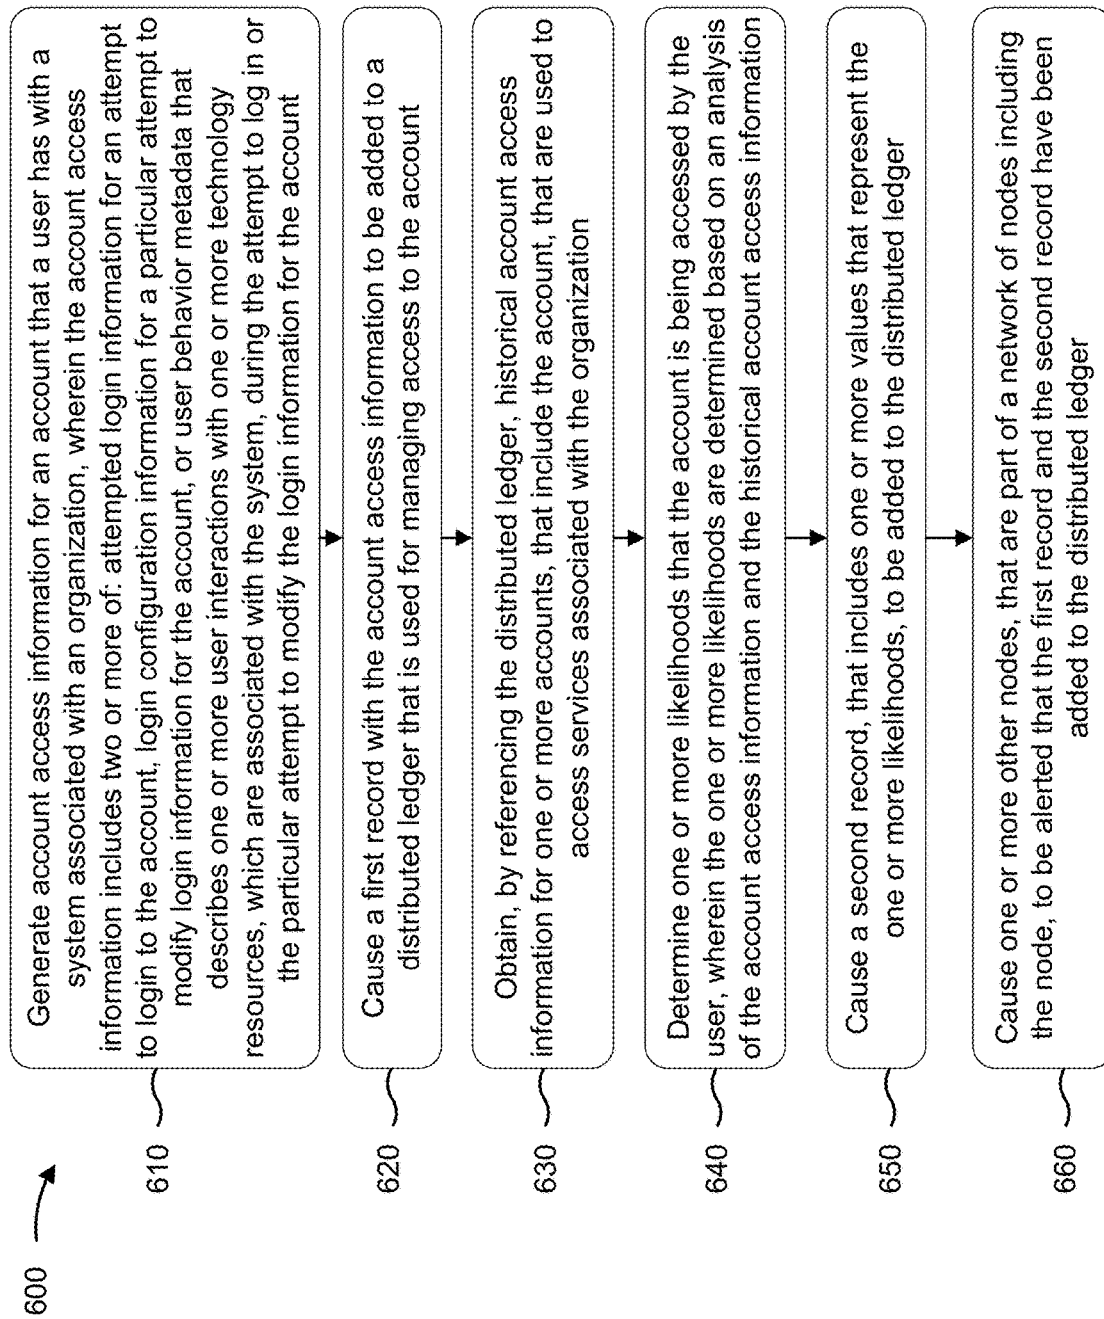 600
610
Generate account access information for an account that a user has with a
system associated with an organization, wherein the account access
information includes two or more of: attempted login information for an attempt
to login to the account, login configuration information for a particular attempt to
modify login information for the account, or user behavior metadata that
describes one or more user interactions with one or more technology
resources, which are associated with the system, during the attempt to log in or
the particular attempt to modify the login information for the account
620
Cause a first record with the account access information to be added to a
distributed ledger that is used for managing access to the account
630
Obtain, by referencing the distributed ledger, historical account access
information for one or more accounts, that include the account, that are used to
access services associated with the organization
640
Determine one or more likelihoods that the account is being accessed by the
user, wherein the one or more likelihoods are determined based on an analysis
of the account access information and the historical account access information
650
Cause a second record, that includes one or more values that represent the
one or more likelihoods, to be added to the distributed ledger
660
Cause one or more other nodes, that are part of a network of nodes including
the node, to be alerted that the first record and the second record have been
added to the distributed ledger